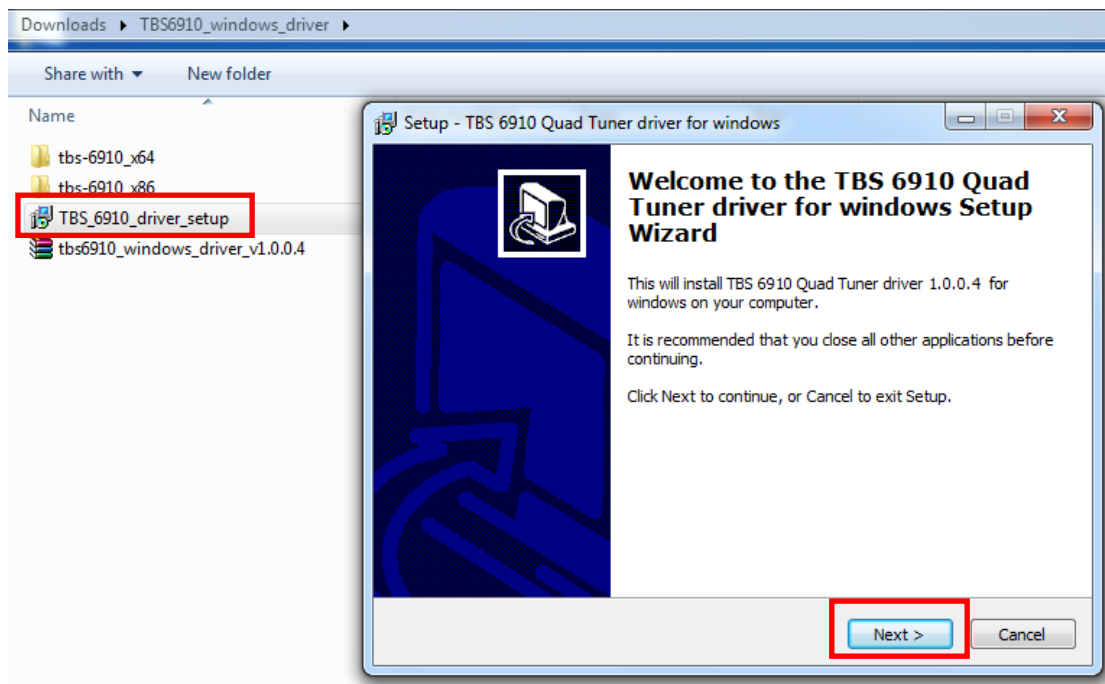 Downloads ▸ TBS6910_windows_driver ▸
Share with ▾ New folder
Name
tbs-6910_x64
tbs-6910_x86
TBS_6910_driver_setup
tbs6910_windows_driver_v1.0.0.4
Setup - TBS 6910 Quad Tuner driver for windows
Welcome to the TBS 6910 Quad
Tuner driver for windows Setup
Wizard
This will install TBS 6910 Quad Tuner driver 1.0.0.4 for
windows on your computer.
It is recommended that you close all other applications before
continuing.
Click Next to continue, or Cancel to exit Setup.
Next > Cancel